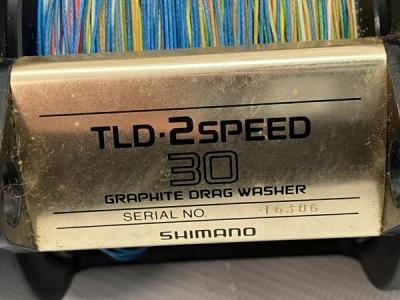 TLD·2SPEED
30
GRAPHITE DRAG WASHER
SERIAL NO. 16306
SHIMANO